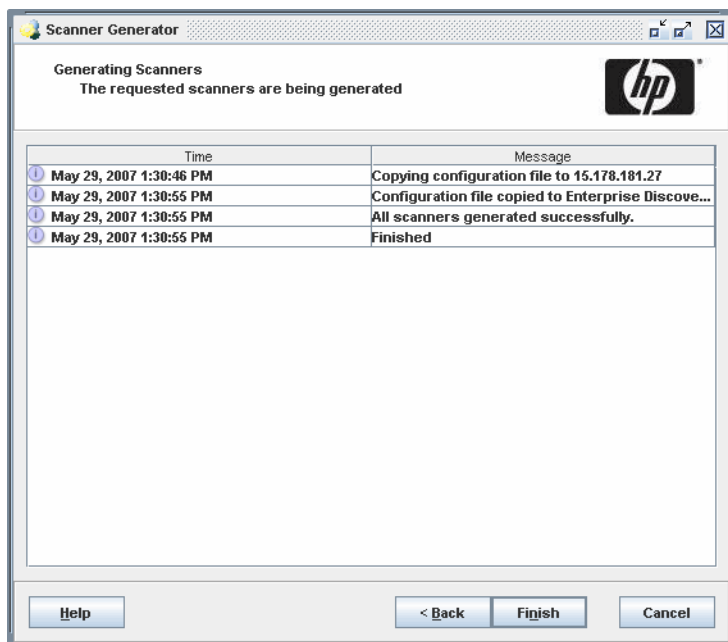 Scanner Generator
Generating Scanners
The requested scanners are being generated
hp
Time Message
May 29, 2007 1:30:46 PM Copying configuration file to 15.178.181.27
May 29, 2007 1:30:55 PM Configuration file copied to Enterprise Discove...
May 29, 2007 1:30:55 PM All scanners generated successfully.
May 29, 2007 1:30:55 PM Finished
Help < Back Finish Cancel